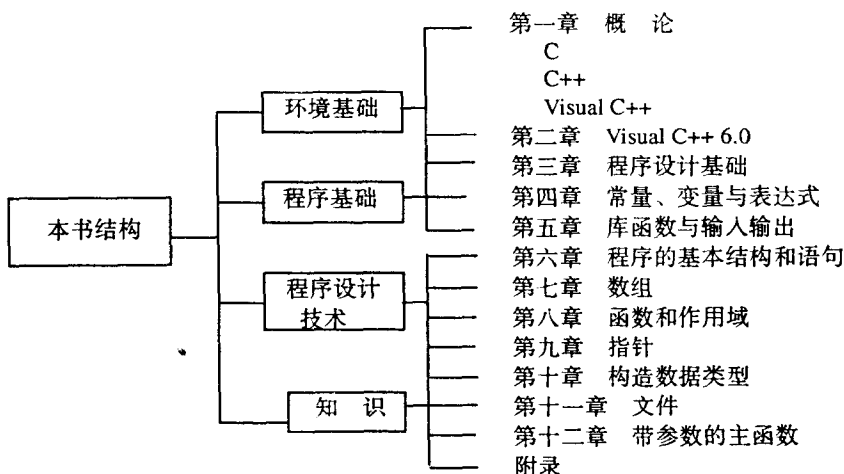 本书结构
环境基础
程序基础
程序设计
技术
知 识
第一章 概 论
C
C++
Visual C++
第二章 Visual C++ 6.0
第三章 程序设计基础
第四章 常量、变量与表达式
第五章 库函数与输入输出
第六章 程序的基本结构和语句
第七章 数组
第八章 函数和作用域
第九章 指针
第十章 构造数据类型
第十一章 文件
第十二章 带参数的主函数
附录